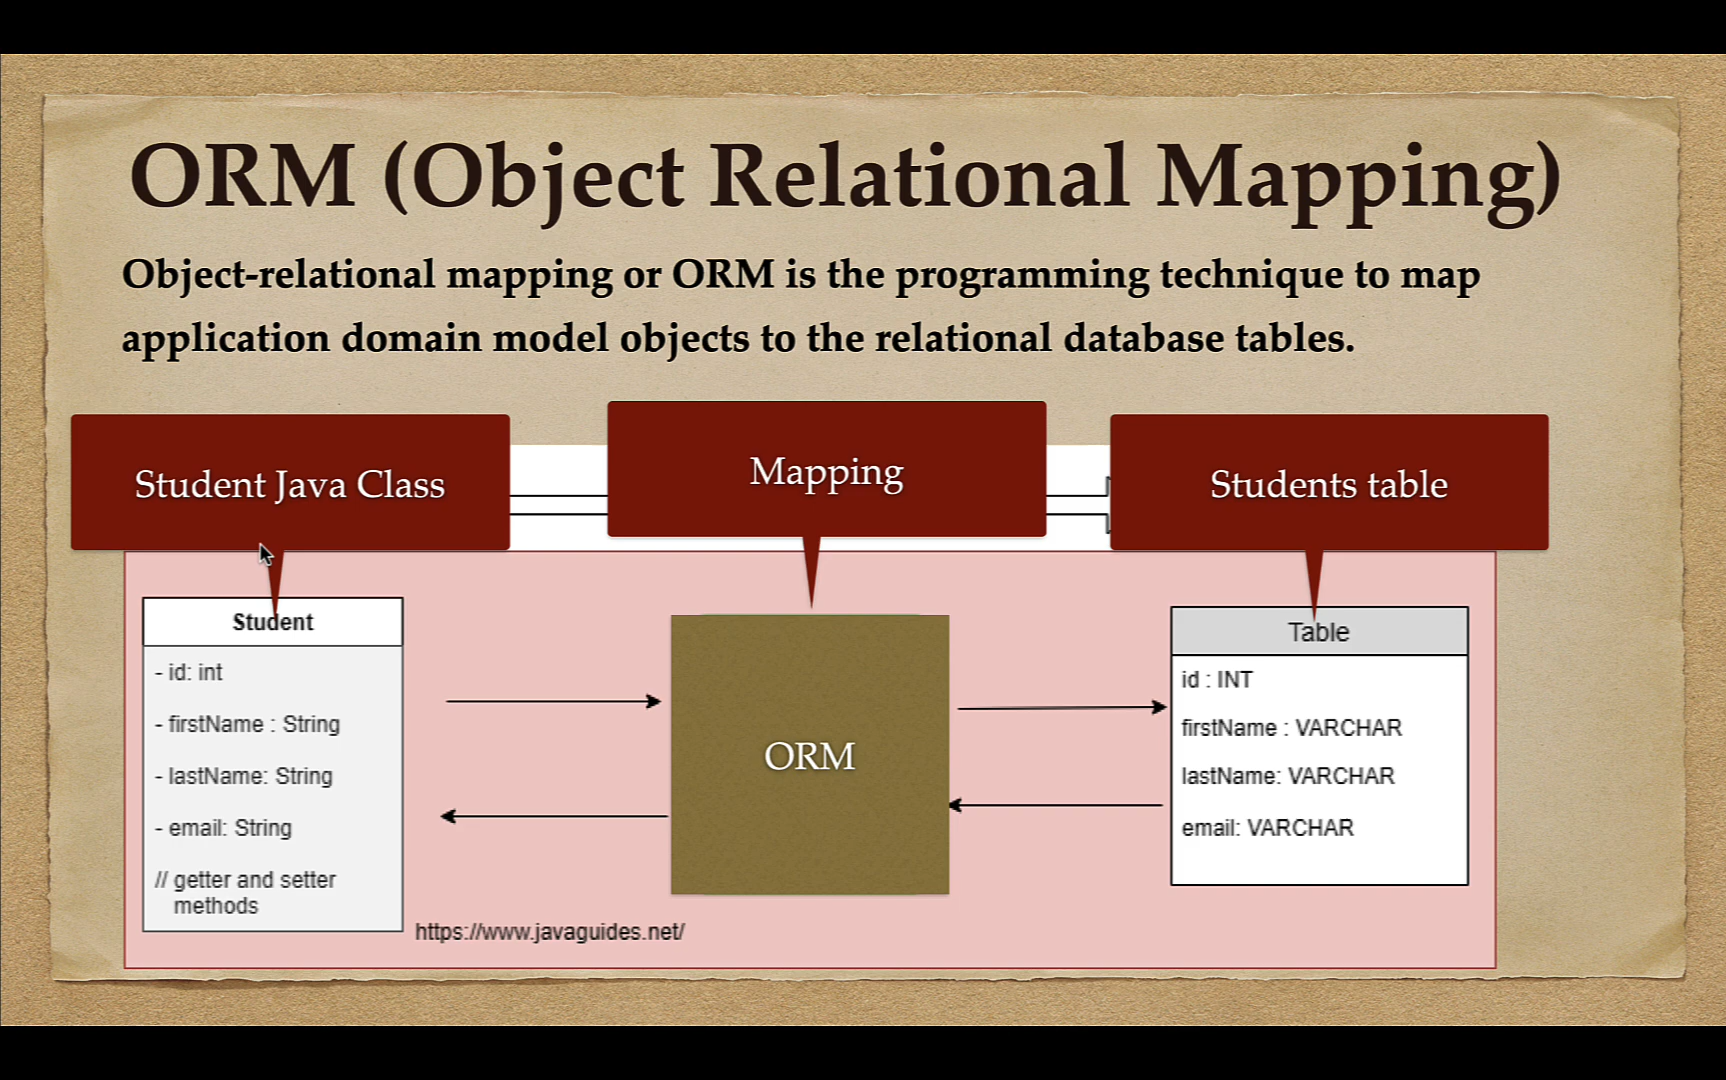 ORM (Object Relational Mapping)
Object-relational mapping or ORM is the programming technique to map
application domain model objects to the relational database tables.
Student Java Class
Mapping
Students table
Student
- id: int
- firstName : String
- lastName: String
- email: String
// getter and setter
methods
ORM
Table
id : INT
firstName : VARCHAR
lastName: VARCHAR
email: VARCHAR
https://www.javaguides.net/